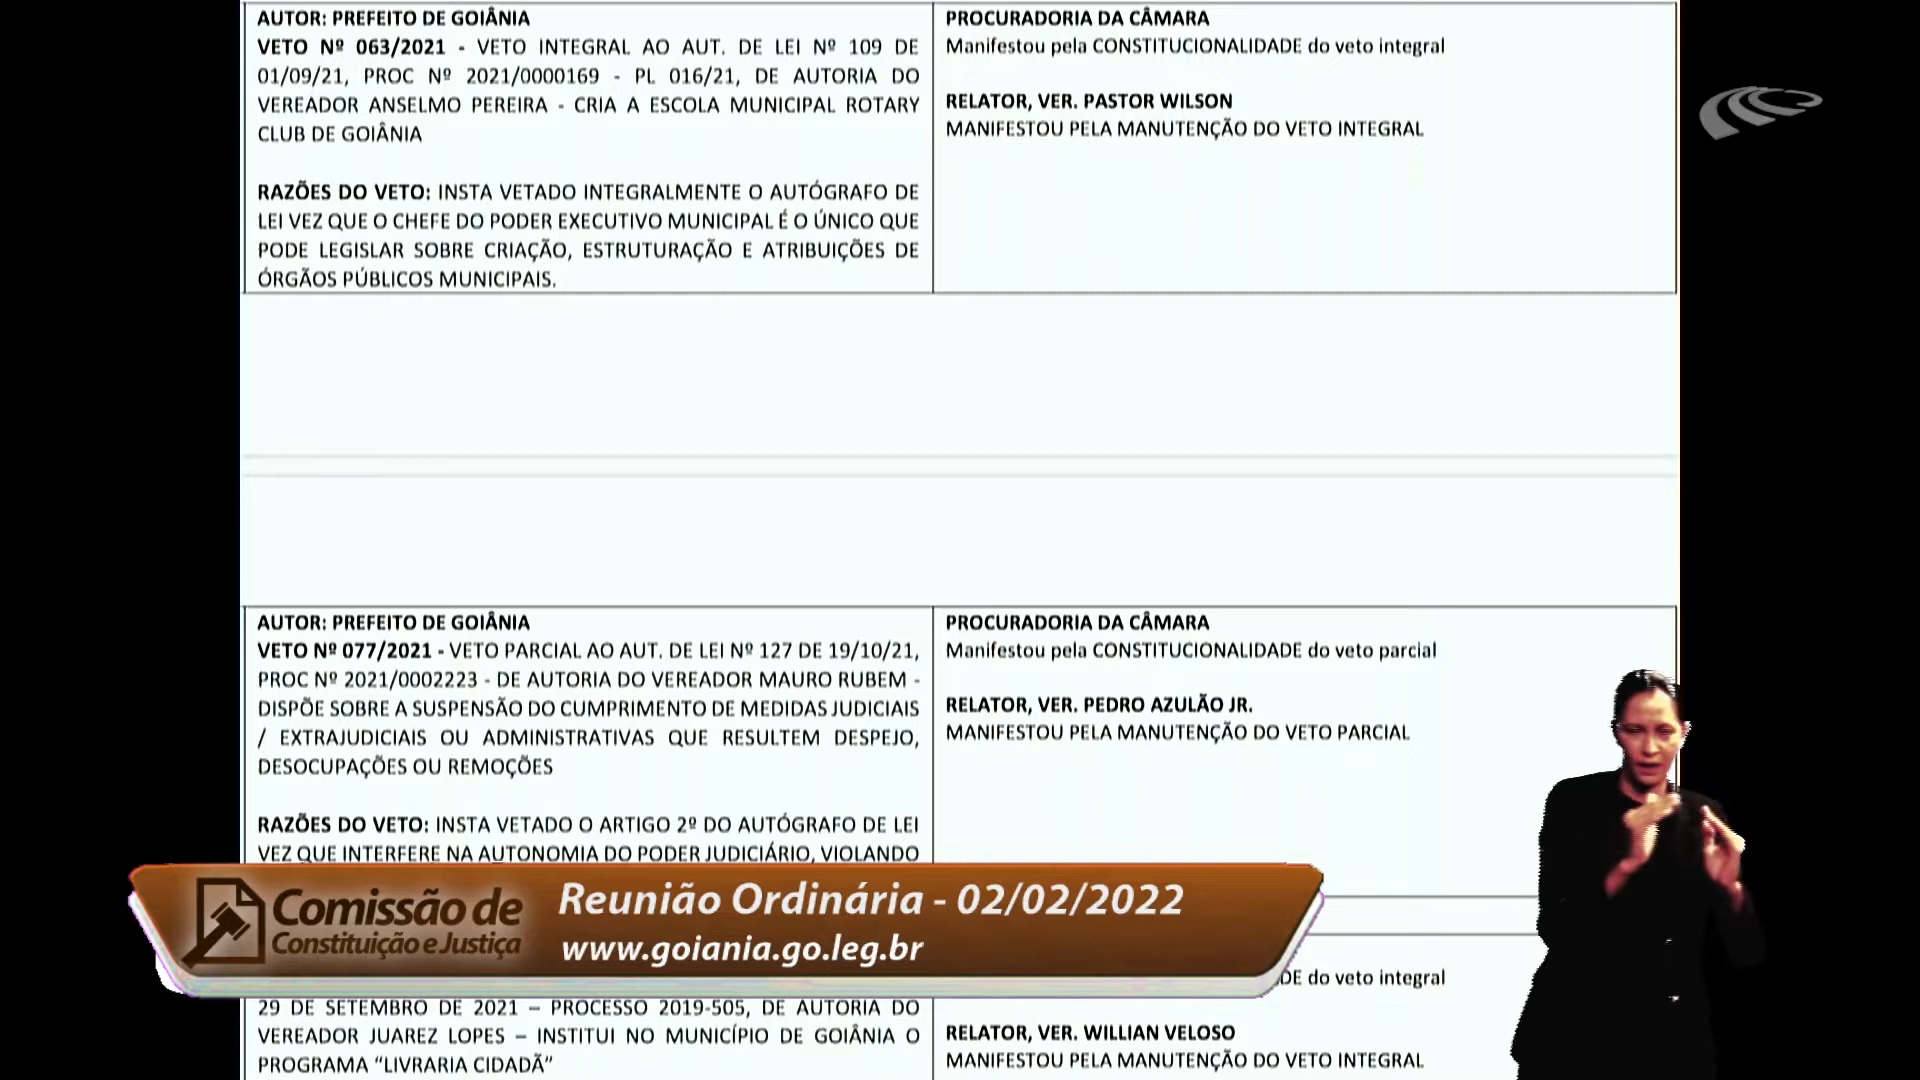 AUTOR: PREFEITO DE GOIÂNIA
VETO Nº 063/2021 - VETO INTEGRAL AO AUT. DE LEI Nº 109 DE
01/09/21, PROC Nº 2021/0000169 - PL 016/21, DE AUTORIA DO
VEREADOR ANSELMO PEREIRA - CRIA A ESCOLA MUNICIPAL ROTARY
CLUB DE GOIÂNIA
RAZÕES DO VETO: INSTA VETADO INTEGRALMENTE O AUTÓGRAFO DE
LEI VEZ QUE O CHEFE DO PODER EXECUTIVO MUNICIPAL É O ÚNICO QUE
PODE LEGISLAR SOBRE CRIAÇÃO, ESTRUTURAÇÃO E ATRIBUIÇÕES DE
ÓRGÃOS PÚBLICOS MUNICIPAIS.
PROCURADORIA DA CÂMARA
Manifestou pela CONSTITUCIONALIDADE do veto integral
RELATOR, VER. PASTOR WILSON
MANIFESTOU PELA MANUTENÇÃO DO VETO INTEGRAL
AUTOR: PREFEITO DE GOIÂNIA
VETO Nº 077/2021 - VETO PARCIAL AO AUT. DE LEI Nº 127 DE 19/10/21,
PROC Nº 2021/0002223 - DE AUTORIA DO VEREADOR MAURO RUBEM -
DISPÕE SOBRE A SUSPENSÃO DO CUMPRIMENTO DE MEDIDAS JUDICIAIS
/ EXTRAJUDICIAIS OU ADMINISTRATIVAS QUE RESULTEM DESPEJO,
DESOCUPAÇÕES OU REMOÇÕES
RAZÕES DO VETO: INSTA VETADO O ARTIGO 2º DO AUTÓGRAFO DE LEI
VEZ QUE INTERFERE NA AUTONOMIA DO PODER JUDICIÁRIO, VIOLANDO
PROCURADORIA DA CÂMARA
Manifestou pela CONSTITUCIONALIDADE do veto parcial
RELATOR, VER. PEDRO AZULÃO JR.
MANIFESTOU PELA MANUTENÇÃO DO VETO PARCIAL
Comissão de
Constituição e Justiça
Reunião Ordinária - 02/02/2022
www.goiania.go.leg.br
29 DE SETEMBRO DE 2021 – PROCESSO 2019-505, DE AUTORIA DO
VEREADOR JUAREZ LOPES – INSTITUI NO MUNICÍPIO DE GOIÂNIA O
PROGRAMA “LIVRARIA CIDADÃ”
DE do veto integral
RELATOR, VER. WILLIAN VELOSO
MANIFESTOU PELA MANUTENÇÃO DO VETO INTEGRAL